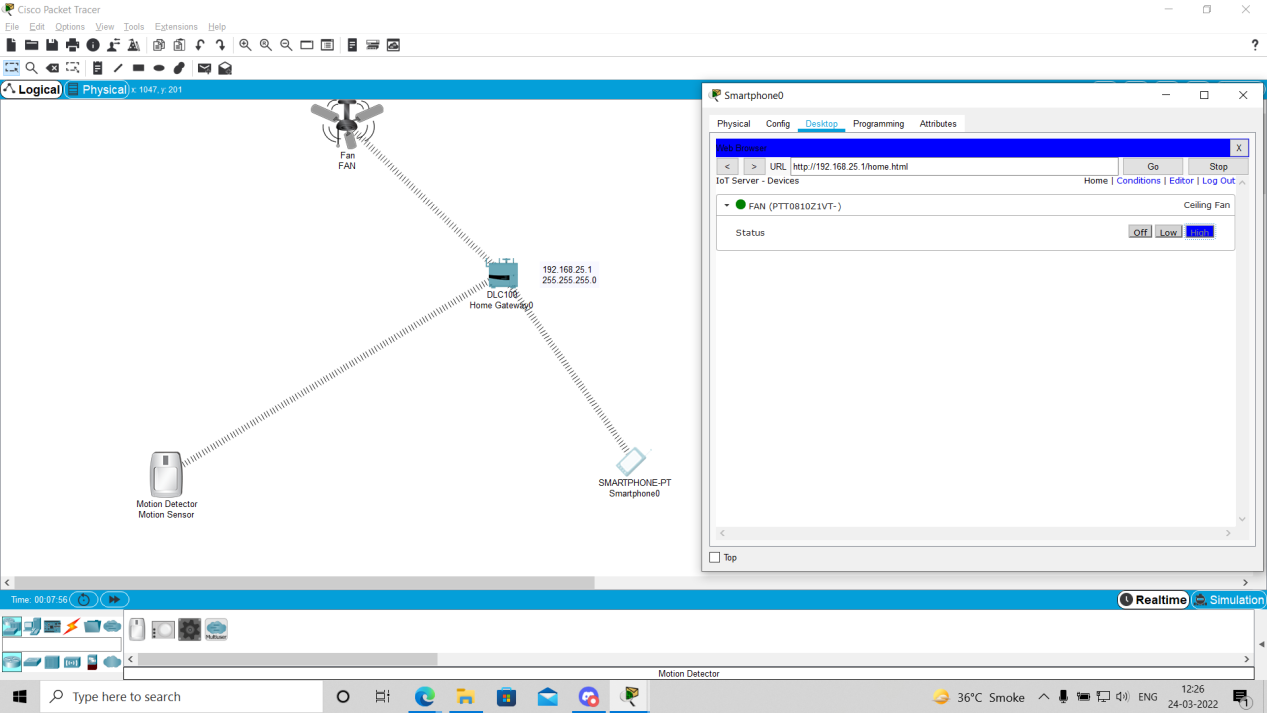 Cisco Packet Tracer
File Edit Options View Tools Extensions Help
?
Logical Physical x: 1047, y: 201
Fan
FAN
192.168.25.1
255.255.255.0
DLC100
Home Gateway0
SMARTPHONE-PT
Smartphone0
Motion Detector
Motion Sensor
Smartphone0
Physical Config Desktop Programming Attributes
Web Browser X
< > URL http://192.168.25.1/home.html Go Stop
IoT Server - Devices Home | Conditions | Editor | Log Out
FAN (PTT0810Z1VT-) Ceiling Fan
Status Off Low High
Top
Time: 00:07:56 Realtime Simulation
Multiuser
Motion Detector
Type here to search
36°C Smoke
ENG
12:26
24-03-2022
1